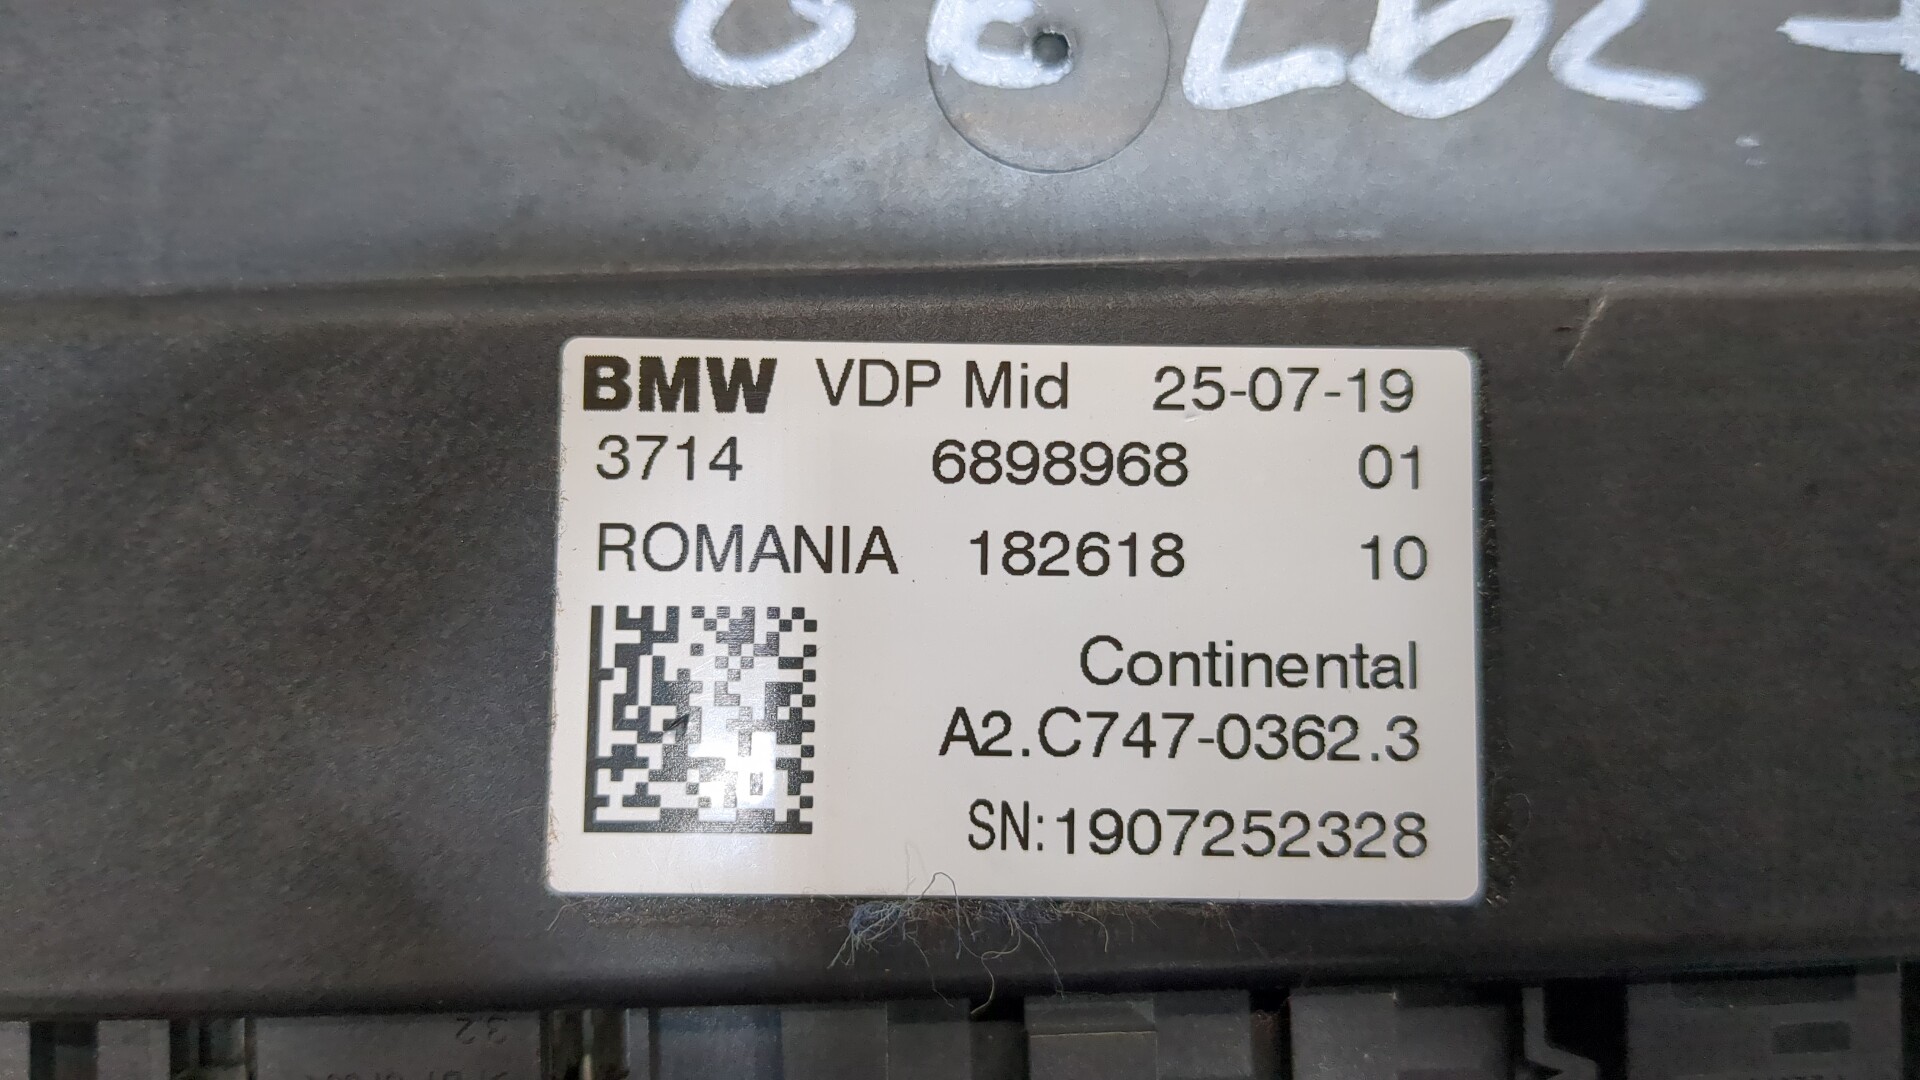 BMW VDP Mid 25-07-19
3714 6898968 01
ROMANIA 182618 10
Continental
A2.C747-0362.3
SN:1907252328
32